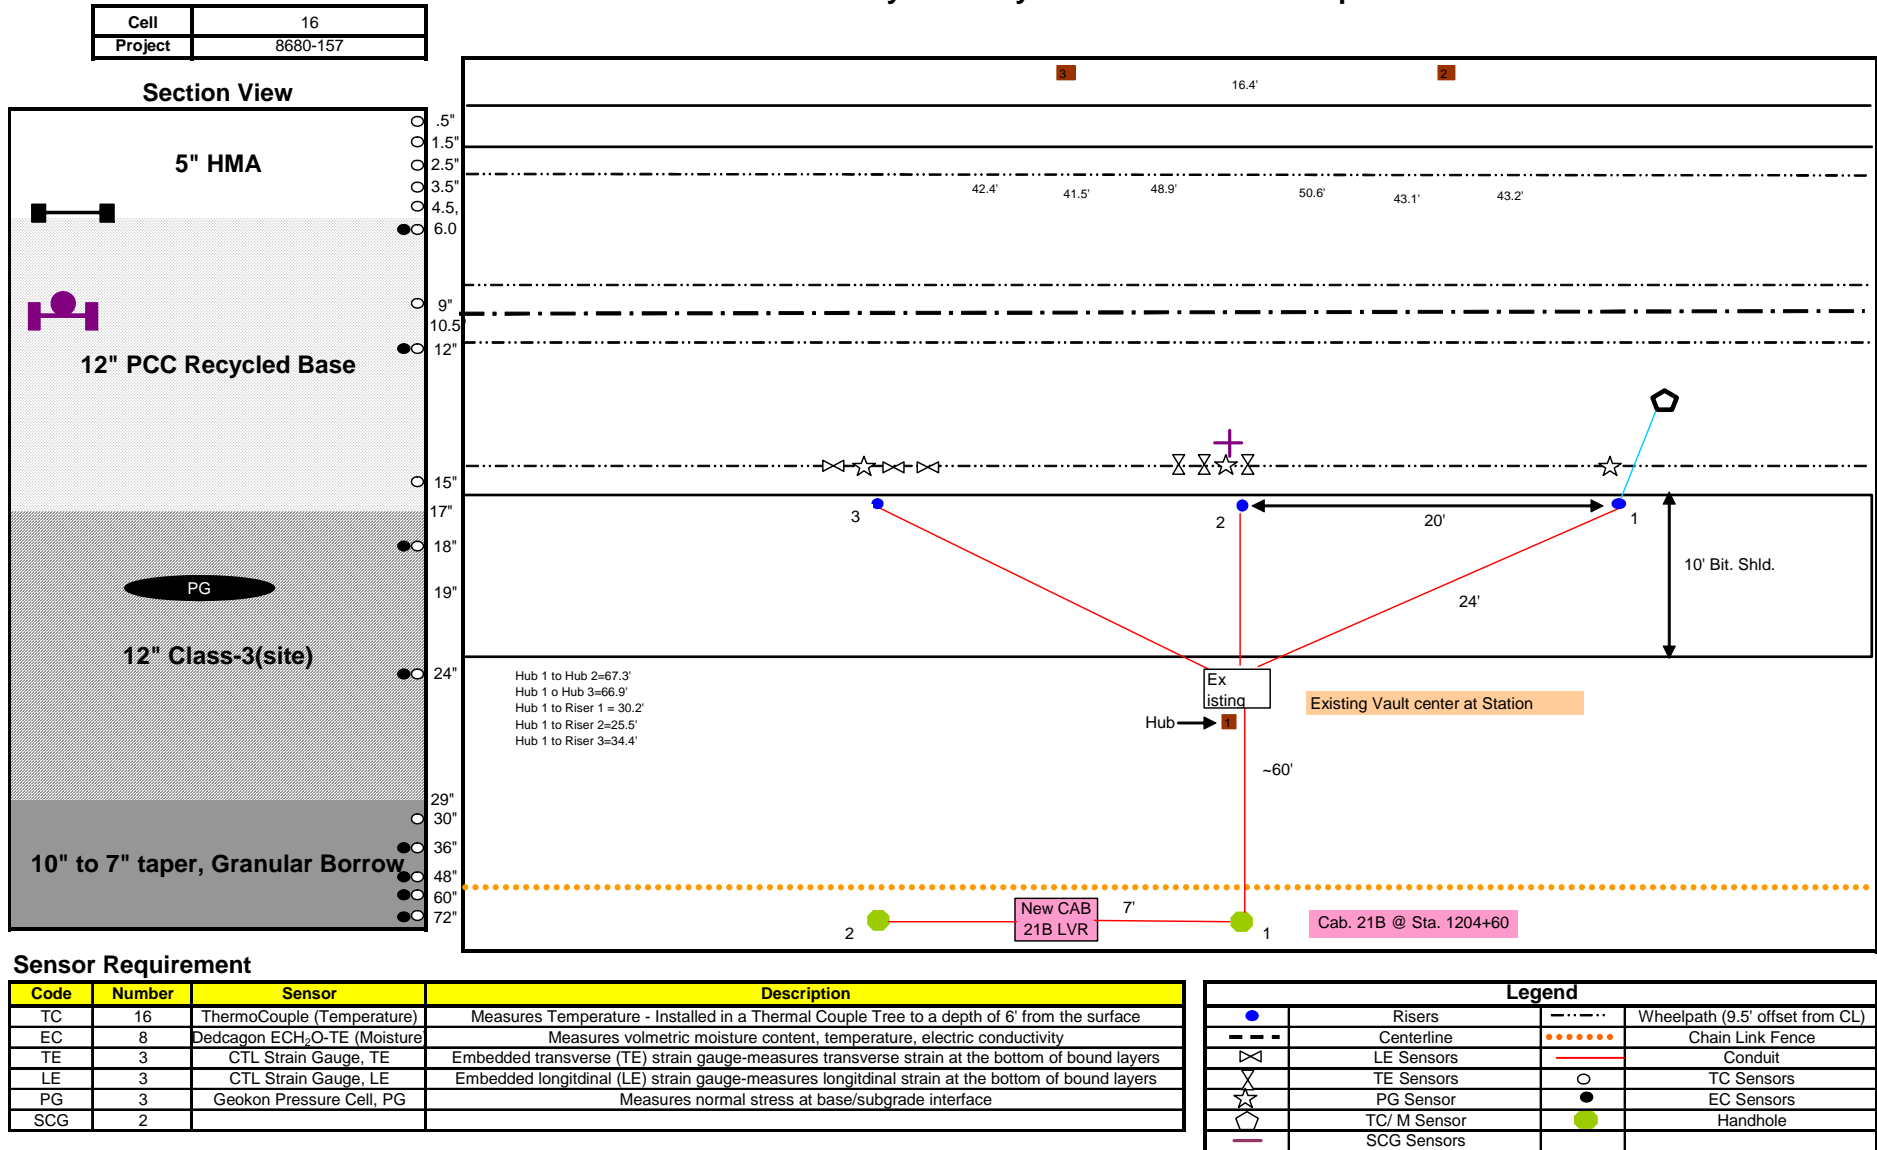 Cell 16
Project 8680-157
Section View
.5"
1.5"
5" HMA
2.5"
3.5"
4.5,
6.0
9"
10.5
12"
12" PCC Recycled Base
15"
17"
18"
PG
19"
12" Class-3(site)
24"
29"
30"
36"
10" to 7" taper, Granular Borrow
48"
60"
72"
3
2
16.4'
42.4'
41.5'
48.9'
50.6'
43.1'
43.2'
3
2
20'
1
10' Bit. Shld.
24'
Hub 1 to Hub 2=67.3'
Hub 1 o Hub 3=66.9'
Hub 1 to Riser 1 = 30.2'
Hub 1 to Riser 2=25.5'
Hub 1 to Riser 3=34.4'
Ex
isting
Existing Vault center at Station
Hub
1
~60'
New CAB
21B LVR
7'
2
1
Cab. 21B @ Sta. 1204+60
Sensor Requirement
Code Number Sensor Description
TC 16 ThermoCouple (Temperature) Measures Temperature - Installed in a Thermal Couple Tree to a depth of 6' from the surface
EC 8 Dedcagon ECH2O-TE (Moisture Measures volmetric moisture content, temperature, electric conductivity
TE 3 CTL Strain Gauge, TE Embedded transverse (TE) strain gauge-measures transverse strain at the bottom of bound layers
LE 3 CTL Strain Gauge, LE Embedded longitdinal (LE) strain gauge-measures longitdinal strain at the bottom of bound layers
PG 3 Geokon Pressure Cell, PG Measures normal stress at base/subgrade interface
SCG 2
Legend
Risers Wheelpath (9.5' offset from CL)
Centerline Chain Link Fence
LE Sensors Conduit
TE Sensors TC Sensors
PG Sensor EC Sensors
TC/ M Sensor Handhole
SCG Sensors